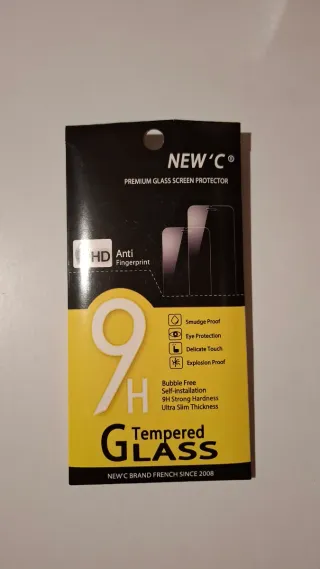 NEW'C®
PREMIUM GLASS SCREEN PROTECTOR
HD
Anti
Fingerprint
Smudge Proof
Eye Protection
Delicate Touch
Explosion Proof
9H
Bubble Free
Self-installation
9H Strong Hardness
Ultra Slim Thickness
Tempered
GLASS
NEW'C BRAND FRENCH SINCE 2008